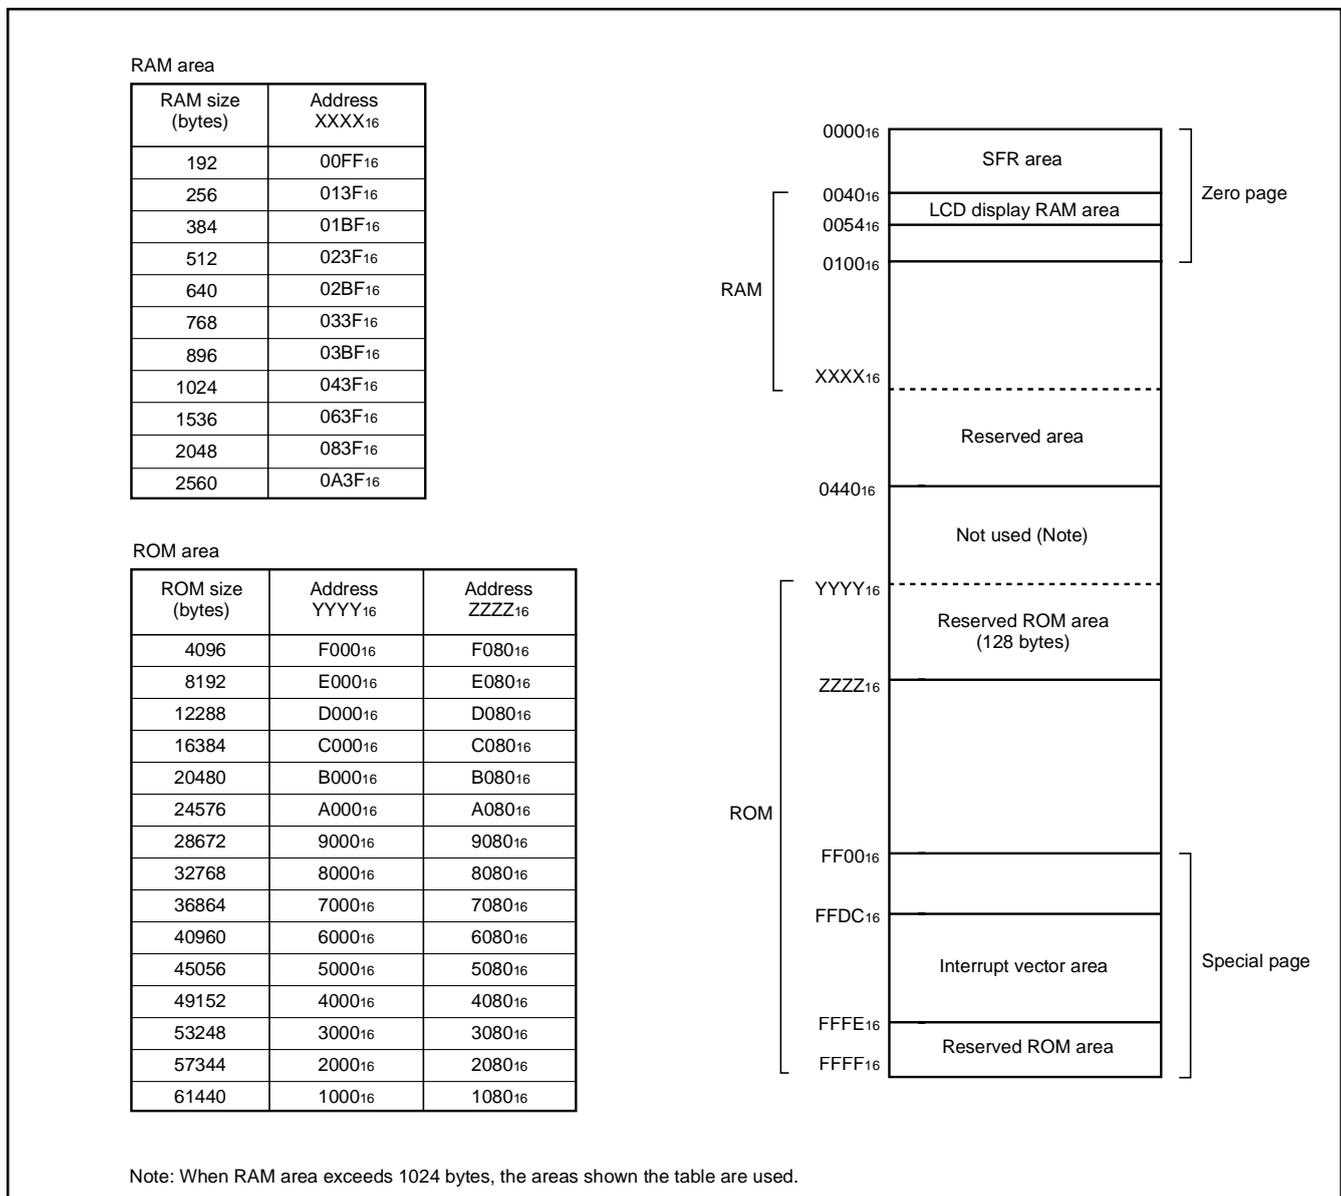 RAM area
RAM size (bytes) Address XXXX16
192 00FF16
256 013F16
384 01BF16
512 023F16
640 02BF16
768 033F16
896 03BF16
1024 043F16
1536 063F16
2048 083F16
2560 0A3F16
ROM area
ROM size (bytes) Address YYYY16 Address ZZZZ16
4096 F00016 F08016
8192 E00016 E08016
12288 D00016 D08016
16384 C00016 C08016
20480 B00016 B08016
24576 A00016 A08016
28672 900016 908016
32768 800016 808016
36864 700016 708016
40960 600016 608016
45056 500016 508016
49152 400016 408016
53248 300016 308016
57344 200016 208016
61440 100016 108016
000016
SFR area
Zero page
004016
LCD display RAM area
005416
010016
RAM
XXXX16
Reserved area
044016
Not used (Note)
YYYY16
Reserved ROM area
(128 bytes)
ZZZZ16
ROM
FF0016
FFDC16
Interrupt vector area
Special page
FFFE16
Reserved ROM area
FFFF16
Note: When RAM area exceeds 1024 bytes, the areas shown the table are used.